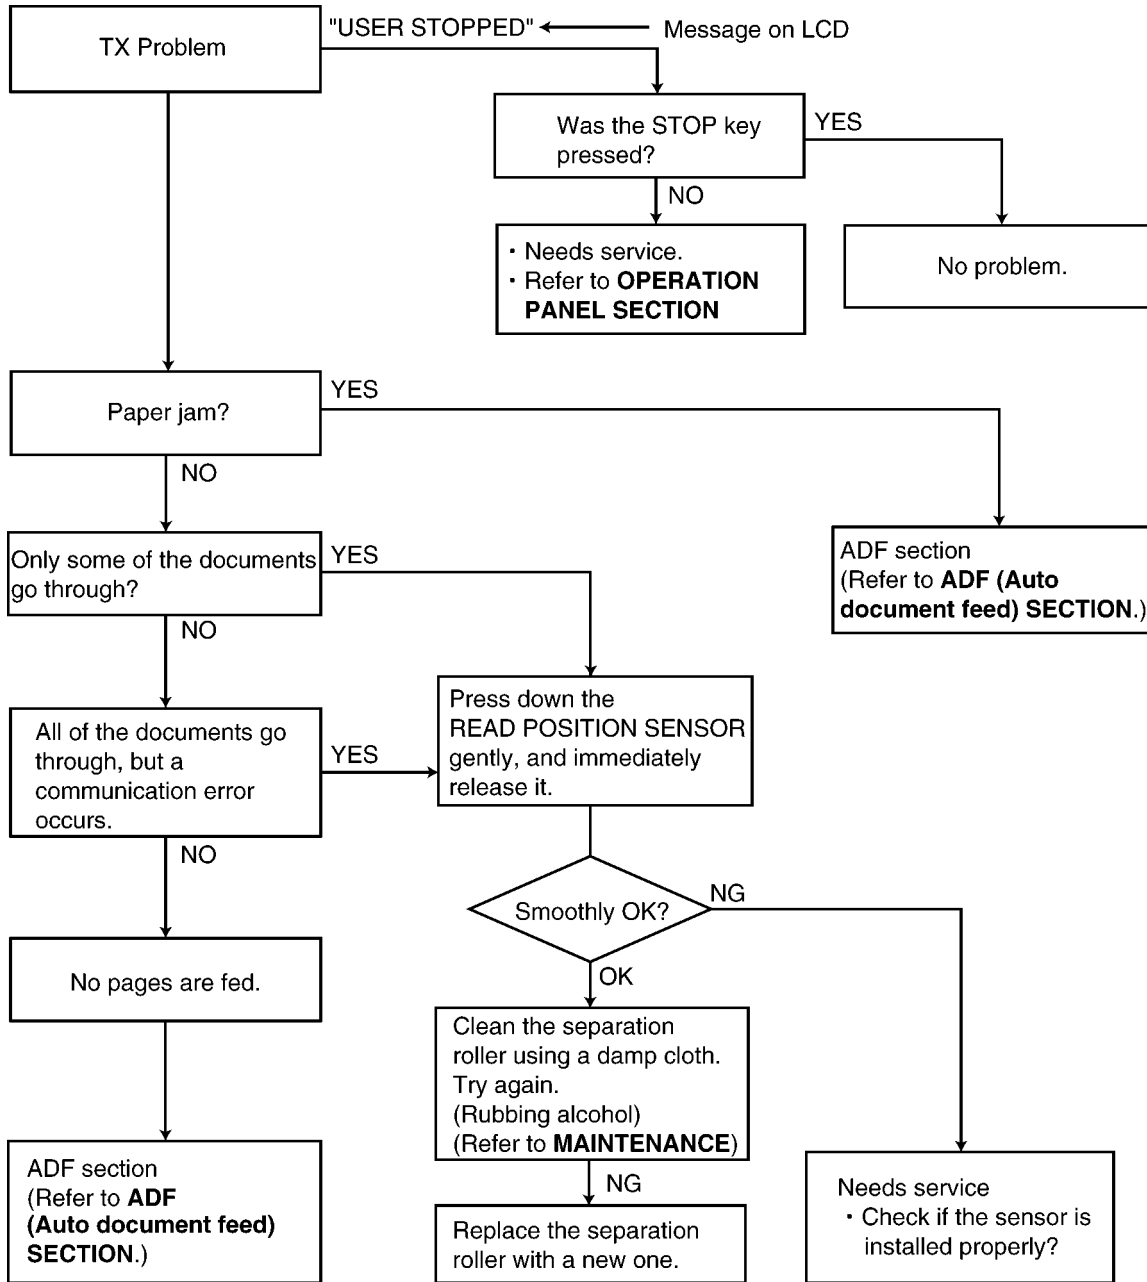 TX Problem
"USER STOPPED"
Message on LCD
Was the STOP key
pressed?
YES
NO
· Needs service.
· Refer to OPERATION
PANEL SECTION
No problem.
Paper jam?
YES
NO
Only some of the documents
go through?
YES
NO
ADF section
(Refer to ADF (Auto
document feed) SECTION.)
All of the documents go
through, but a
communication error
occurs.
YES
NO
Press down the
READ POSITION SENSOR
gently, and immediately
release it.
Smoothly OK?
NG
OK
No pages are fed.
Clean the separation
roller using a damp cloth.
Try again.
(Rubbing alcohol)
(Refer to MAINTENANCE)
NG
ADF section
(Refer to ADF
(Auto document feed)
SECTION.)
Replace the separation
roller with a new one.
Needs service
· Check if the sensor is
installed properly?